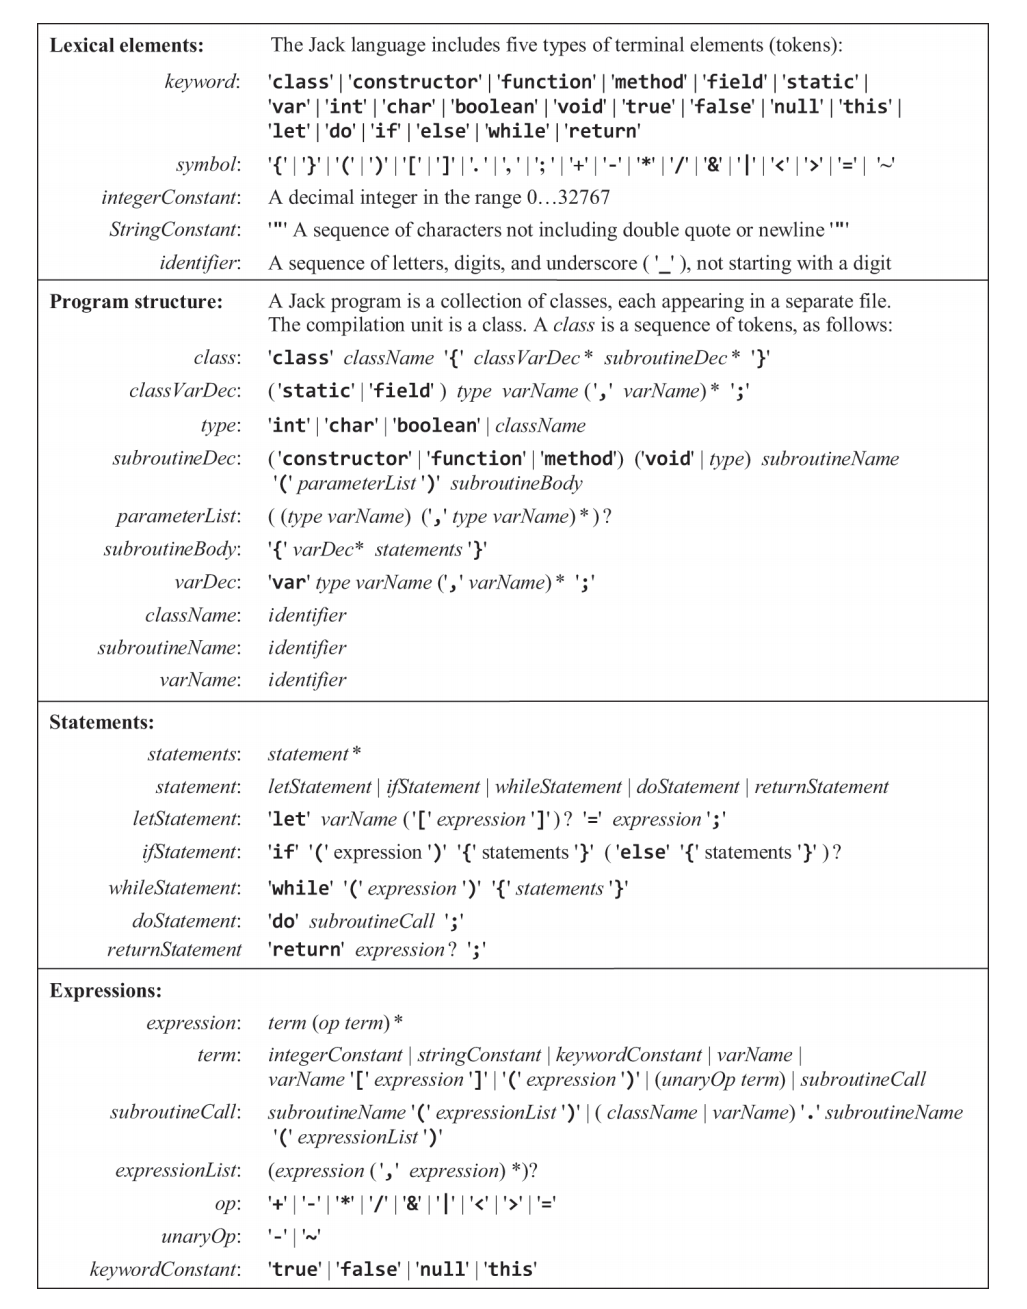 Lexical elements: The Jack language includes five types of terminal elements (tokens):
keyword: 'class' | 'constructor' | 'function' | 'method' | 'field' | 'static' |
'var' | 'int' | 'char' | 'boolean' | 'void' | 'true' | 'false' | 'null' | 'this' |
'let' | 'do' | 'if' | 'else' | 'while' | 'return'
symbol: '{' | '}' | '(' | ')' | '[' | ']' | '.' | ',' | ';' | '+' | '-' | '*' | '/' | '&' | '|' | '<' | '>' | '=' | '~'
integerConstant: A decimal integer in the range 0…32767
StringConstant: '"' A sequence of characters not including double quote or newline '"'
identifier: A sequence of letters, digits, and underscore ( '_' ), not starting with a digit
Program structure: A Jack program is a collection of classes, each appearing in a separate file.
The compilation unit is a class. A class is a sequence of tokens, as follows:
class: 'class' className '{' classVarDec* subroutineDec* '}'
classVarDec: ('static' | 'field' ) type varName (',' varName)* ';'
type: 'int' | 'char' | 'boolean' | className
subroutineDec: ('constructor' | 'function' | 'method') ('void' | type) subroutineName
'(' parameterList ')' subroutineBody
parameterList: ( (type varName) (',' type varName)*)?
subroutineBody: '{' varDec* statements '}'
varDec: 'var' type varName (',' varName)* ';'
className: identifier
subroutineName: identifier
varName: identifier
Statements:
statements: statement*
statement: letStatement | ifStatement | whileStatement | doStatement | returnStatement
letStatement: 'let' varName ('[' expression ']')? '=' expression ';'
ifStatement: 'if' '(' expression ')' '{' statements '}' ( 'else' '{' statements '}' )?
whileStatement: 'while' '(' expression ')' '{' statements '}'
doStatement: 'do' subroutineCall ';'
returnStatement 'return' expression? ';'
Expressions:
expression: term (op term)*
term: integerConstant | stringConstant | keywordConstant | varName |
varName '[' expression ']' | '(' expression ')' | (unaryOp term) | subroutineCall
subroutineCall: subroutineName '(' expressionList ')' | ( className | varName) '.' subroutineName
'(' expressionList ')'
expressionList: (expression (',' expression) *)?
op: '+' | '-' | '*' | '/' | '&' | '|' | '<' | '>' | '='
unaryOp: '-' | '~'
keywordConstant: 'true' | 'false' | 'null' | 'this'